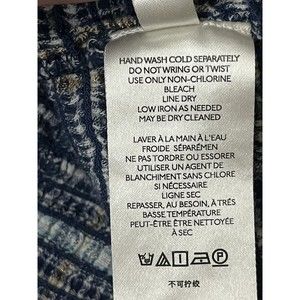 HAND WASH COLD SEPARATELY
DO NOT WRING OR TWIST
USE ONLY NON-CHLORINE
BLEACH
LINE DRY
LOW IRON AS NEEDED
MAY BE DRY CLEANED
LAVER À LA MAIN À L'EAU
FROIDE SÉPARÉMEN
NE PAS TORDRE OU ESSORER
UTILISER UN AGENT DE
BLANCHIMENT SANS CHLORE
SI NÉCESSAIRE
LIGNE SEC
REPASSER, AU BESOIN, À TRÈS
BASSE TEMPÉRATURE
PEUT-ÊTRE ÊTRE NETTOYÉE
À SEC
不可拧绞